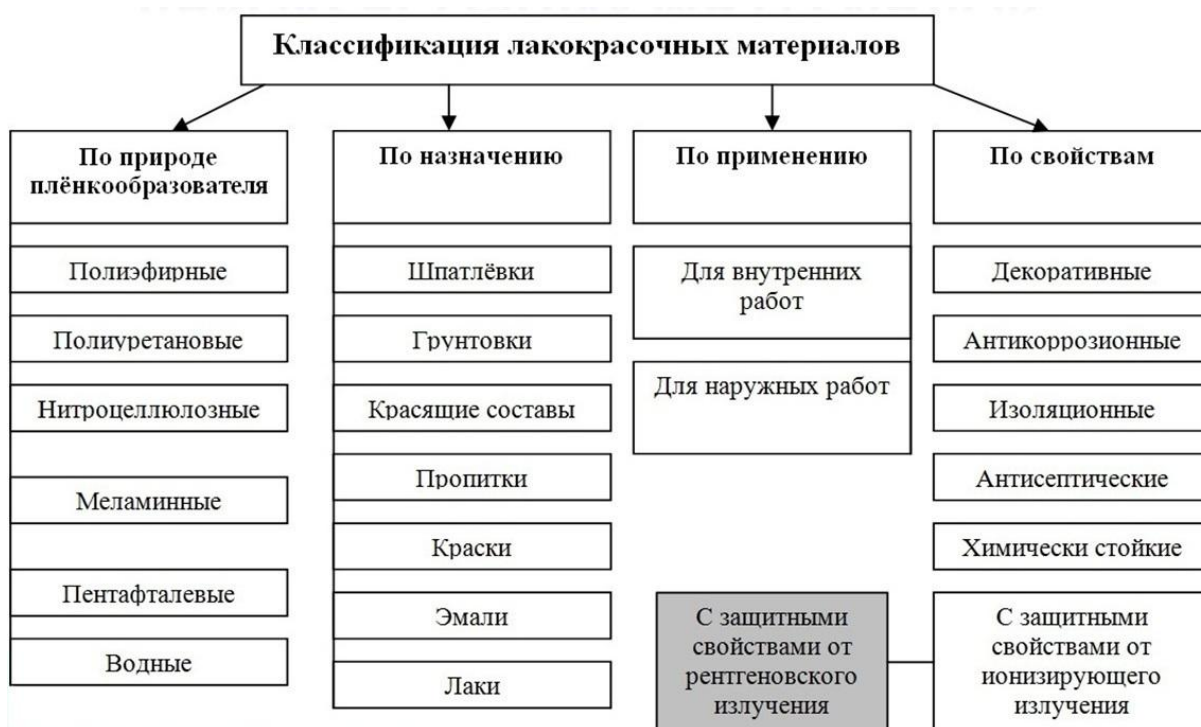 Классификация лакокрасочных материалов
По природе
плёнкообразователя
Полиэфирные
Полиуретановые
Нитроцеллюлозные
Меламинные
Пентафталевые
Водные
По назначению
Шпатлёвки
Грунтовки
Красящие составы
Пропитки
Краски
Эмали
Лаки
По применению
Для внутренних
работ
Для наружных работ
С защитными
свойствами от
рентгеновского
излучения
По свойствам
Декоративные
Антикоррозионные
Изоляционные
Антисептические
Химически стойкие
С защитными
свойствами от
ионизирующего
излучения